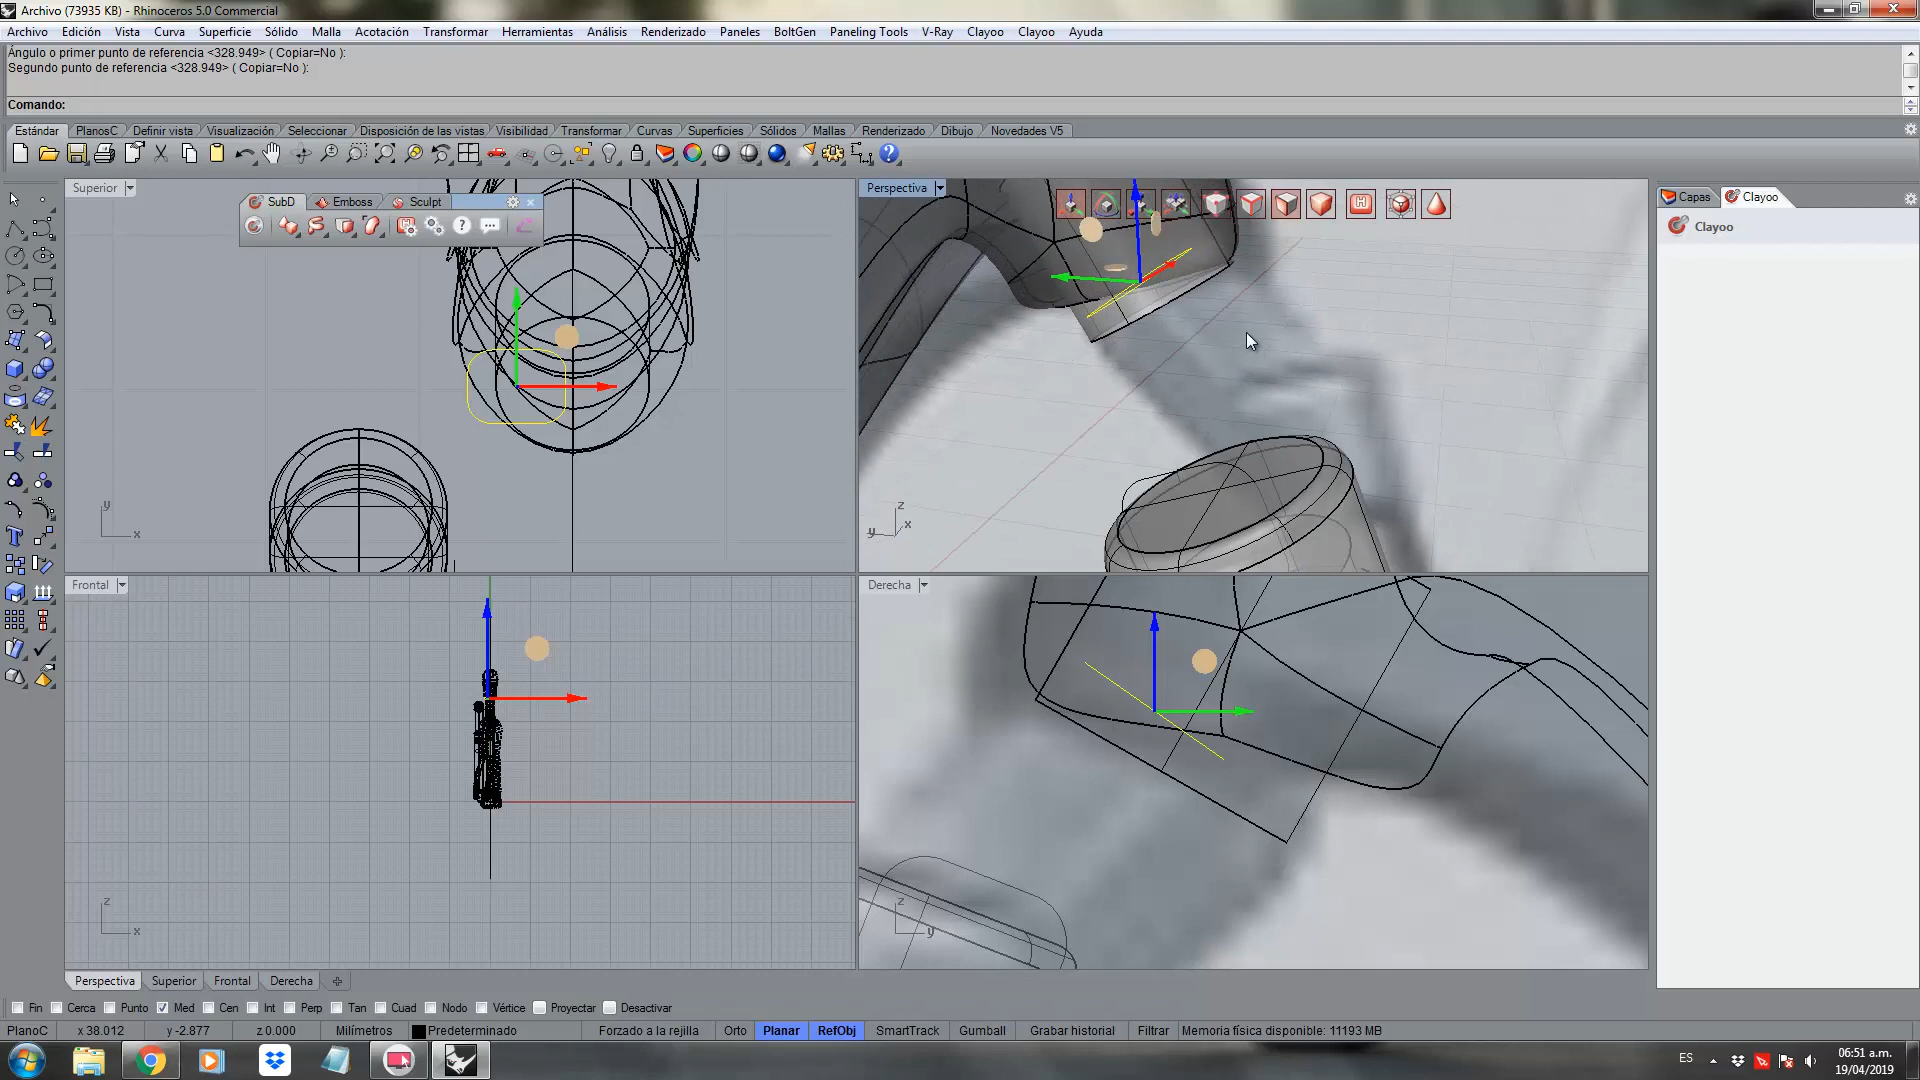 Archivo (73935 KB) - Rhinoceros 5.0 Commercial
Archivo Edición Vista Curva Superficie Sólido Malla Acotación Transformar Herramientas Análisis Renderizado Paneles BoltGen Paneling Tools V-Ray Clayoo Clayoo Ayuda
Ángulo o primer punto de referencia <328.949> ( Copiar=No ):
Segundo punto de referencia <328.949> ( Copiar=No ):
Comando:
Estándar PlanosC Definir vista Visualización Seleccionar Disposición de las vistas Visibilidad Transformar Curvas Superficies Sólidos Mallas Renderizado Dibujo Novedades V5
Superior
SubD Emboss Sculpt
Perspectiva
Capas Clayoo
Clayoo
y
x
z
y x
Frontal
Derecha
z
x
z
y
Perspectiva Superior Frontal Derecha
Fin Cerca Punto Med Cen Int Perp Tan Cuad Nodo Vértice Proyectar Desactivar
PlanoC x 38.012 y -2.877 z 0.000 Milímetros Predeterminado Forzado a la rejilla Orto Planar RefObj SmartTrack Gumball Grabar historial Filtrar Memoria física disponible: 11193 MB
ES
06:51 a.m.
19/04/2019